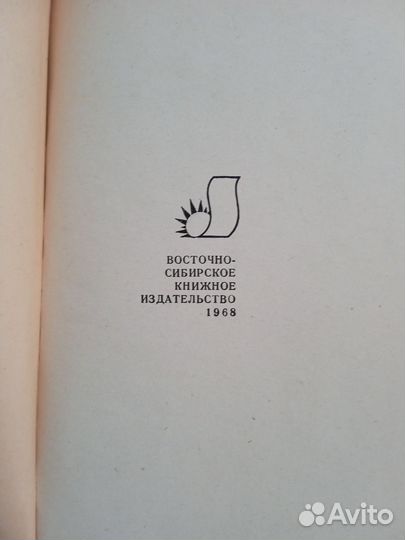 ВОСТОЧНО-
СИБИРСКОЕ
КНИЖНОЕ
ИЗДАТЕЛЬСТВО
1968
Avito